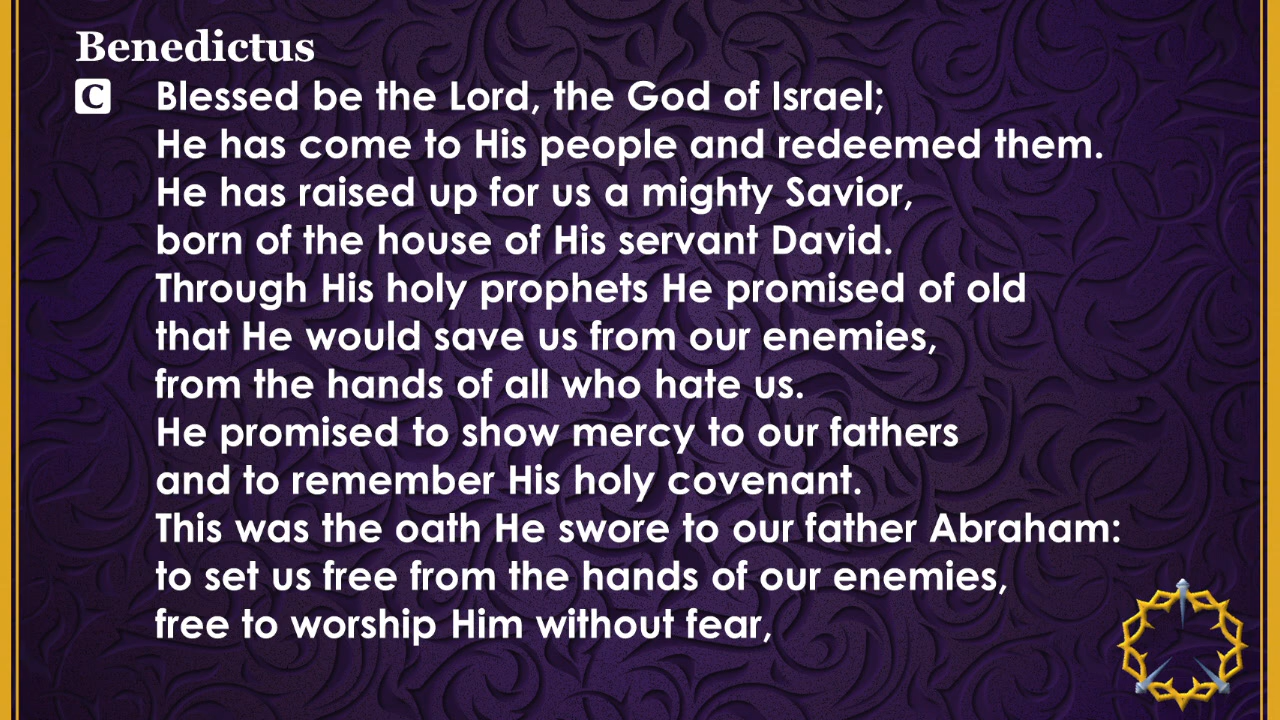 Benedictus
C Blessed be the Lord, the God of Israel;
He has come to His people and redeemed them.
He has raised up for us a mighty Savior,
born of the house of His servant David.
Through His holy prophets He promised of old
that He would save us from our enemies,
from the hands of all who hate us.
He promised to show mercy to our fathers
and to remember His holy covenant.
This was the oath He swore to our father Abraham:
to set us free from the hands of our enemies,
free to worship Him without fear,